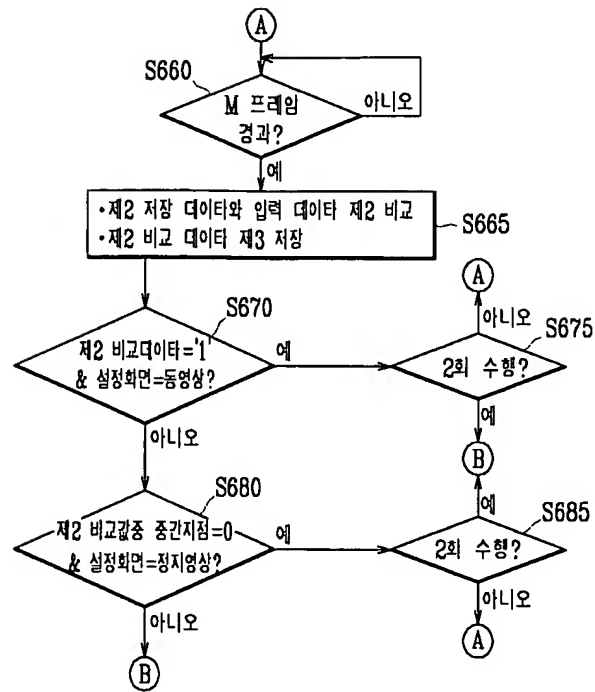 A
S660
M 프레임
경과?
아니오
예
·제2 저장 데이타와 입력 데이타 제2 비교
·제2 비교 데이타 제3 저장
S665
A
S670
아니오
S675
제2 비교데이타='1'
& 설정화면=동영상?
예
2회 수행?
아니오
예
B
S680
예
S685
제2 비교값중 중간지점=0
& 설정화면=정지영상?
예
2회 수행?
아니오
아니오
B
A